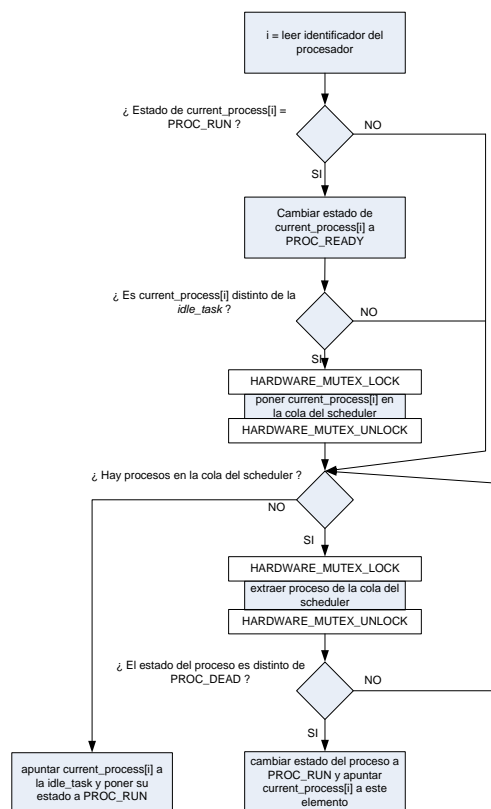 i = leer identificador del
procesador
¿ Estado de current_process[i] =
PROC_RUN ?
NO
SI
Cambiar estado de
current_process[i] a
PROC_READY
¿ Es current_process[i] distinto de la
idle_task ?
NO
SI
HARDWARE_MUTEX_LOCK
poner current_process[i] en
la cola del scheduler
HARDWARE_MUTEX_UNLOCK
¿ Hay procesos en la cola del scheduler ?
NO
SI
HARDWARE_MUTEX_LOCK
extraer proceso de la cola del
scheduler
HARDWARE_MUTEX_UNLOCK
¿ El estado del proceso es distinto de
PROC_DEAD ?
NO
SI
apuntar current_process[i] a
la idle_task y poner su
estado a PROC_RUN
cambiar estado del proceso a
PROC_RUN y apuntar
current_process[i] a este
elemento